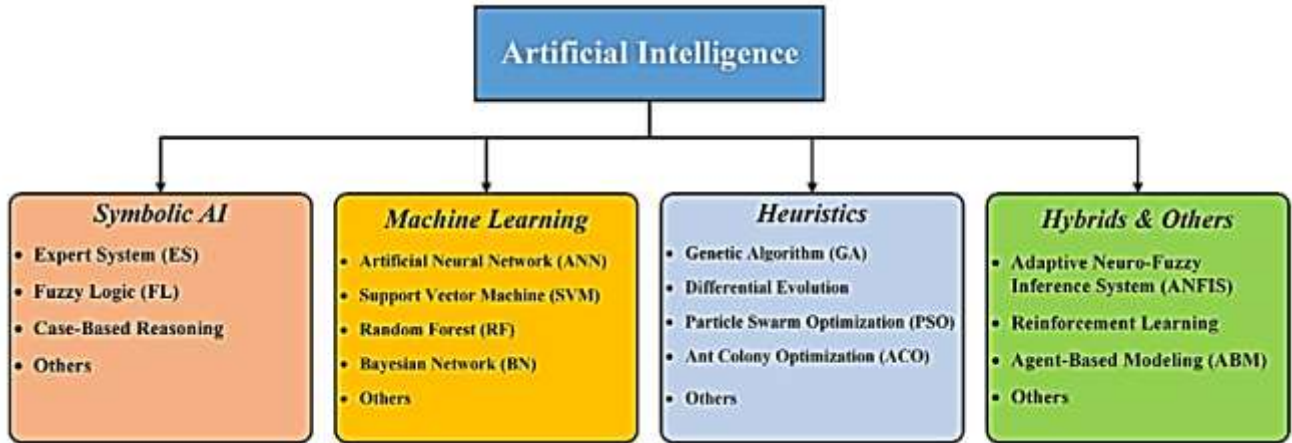 Artificial Intelligence
Symbolic AI
• Expert System (ES)
• Fuzzy Logic (FL)
• Case-Based Reasoning
• Others
Machine Learning
• Artificial Neural Network (ANN)
• Support Vector Machine (SVM)
• Random Forest (RF)
• Bayesian Network (BN)
• Others
Heuristics
• Genetic Algorithm (GA)
• Differential Evolution
• Particle Swarm Optimization (PSO)
• Ant Colony Optimization (ACO)
• Others
Hybrids & Others
• Adaptive Neuro-Fuzzy
Inference System (ANFIS)
• Reinforcement Learning
• Agent-Based Modeling (ABM)
• Others